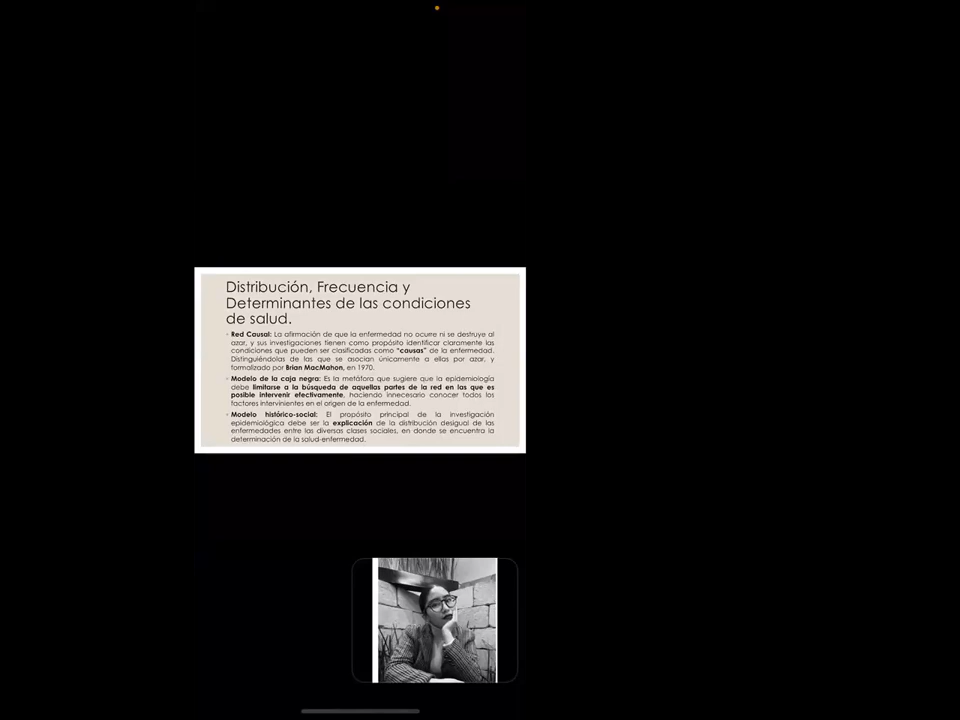 Distribución, Frecuencia y
Determinantes de las condiciones
de salud.
Red Causal: La afirmación de que la enfermedad no ocurre ni se destruye al
azar, y sus investigaciones tienen como propósito identificar claramente las
condiciones que pueden ser clasificadas como “causas” de la enfermedad.
Distinguiéndolas de las que se asocian únicamente a ellas por azar, y
formalizado por Brian MacMahon, en 1970.
Modelo de la caja negra: Es la metáfora que sugiere que la epidemiología
debe limitarse a la búsqueda de aquellas partes de la red en las que es
posible intervenir efectivamente, haciendo innecesario conocer todos los
factores intervinientes en el origen de la enfermedad.
Modelo histórico-social: El propósito principal de la investigación
epidemiológica debe ser la explicación de la distribución desigual de las
enfermedades entre las diversas clases sociales, en donde se encuentra la
determinación de la salud-enfermedad.